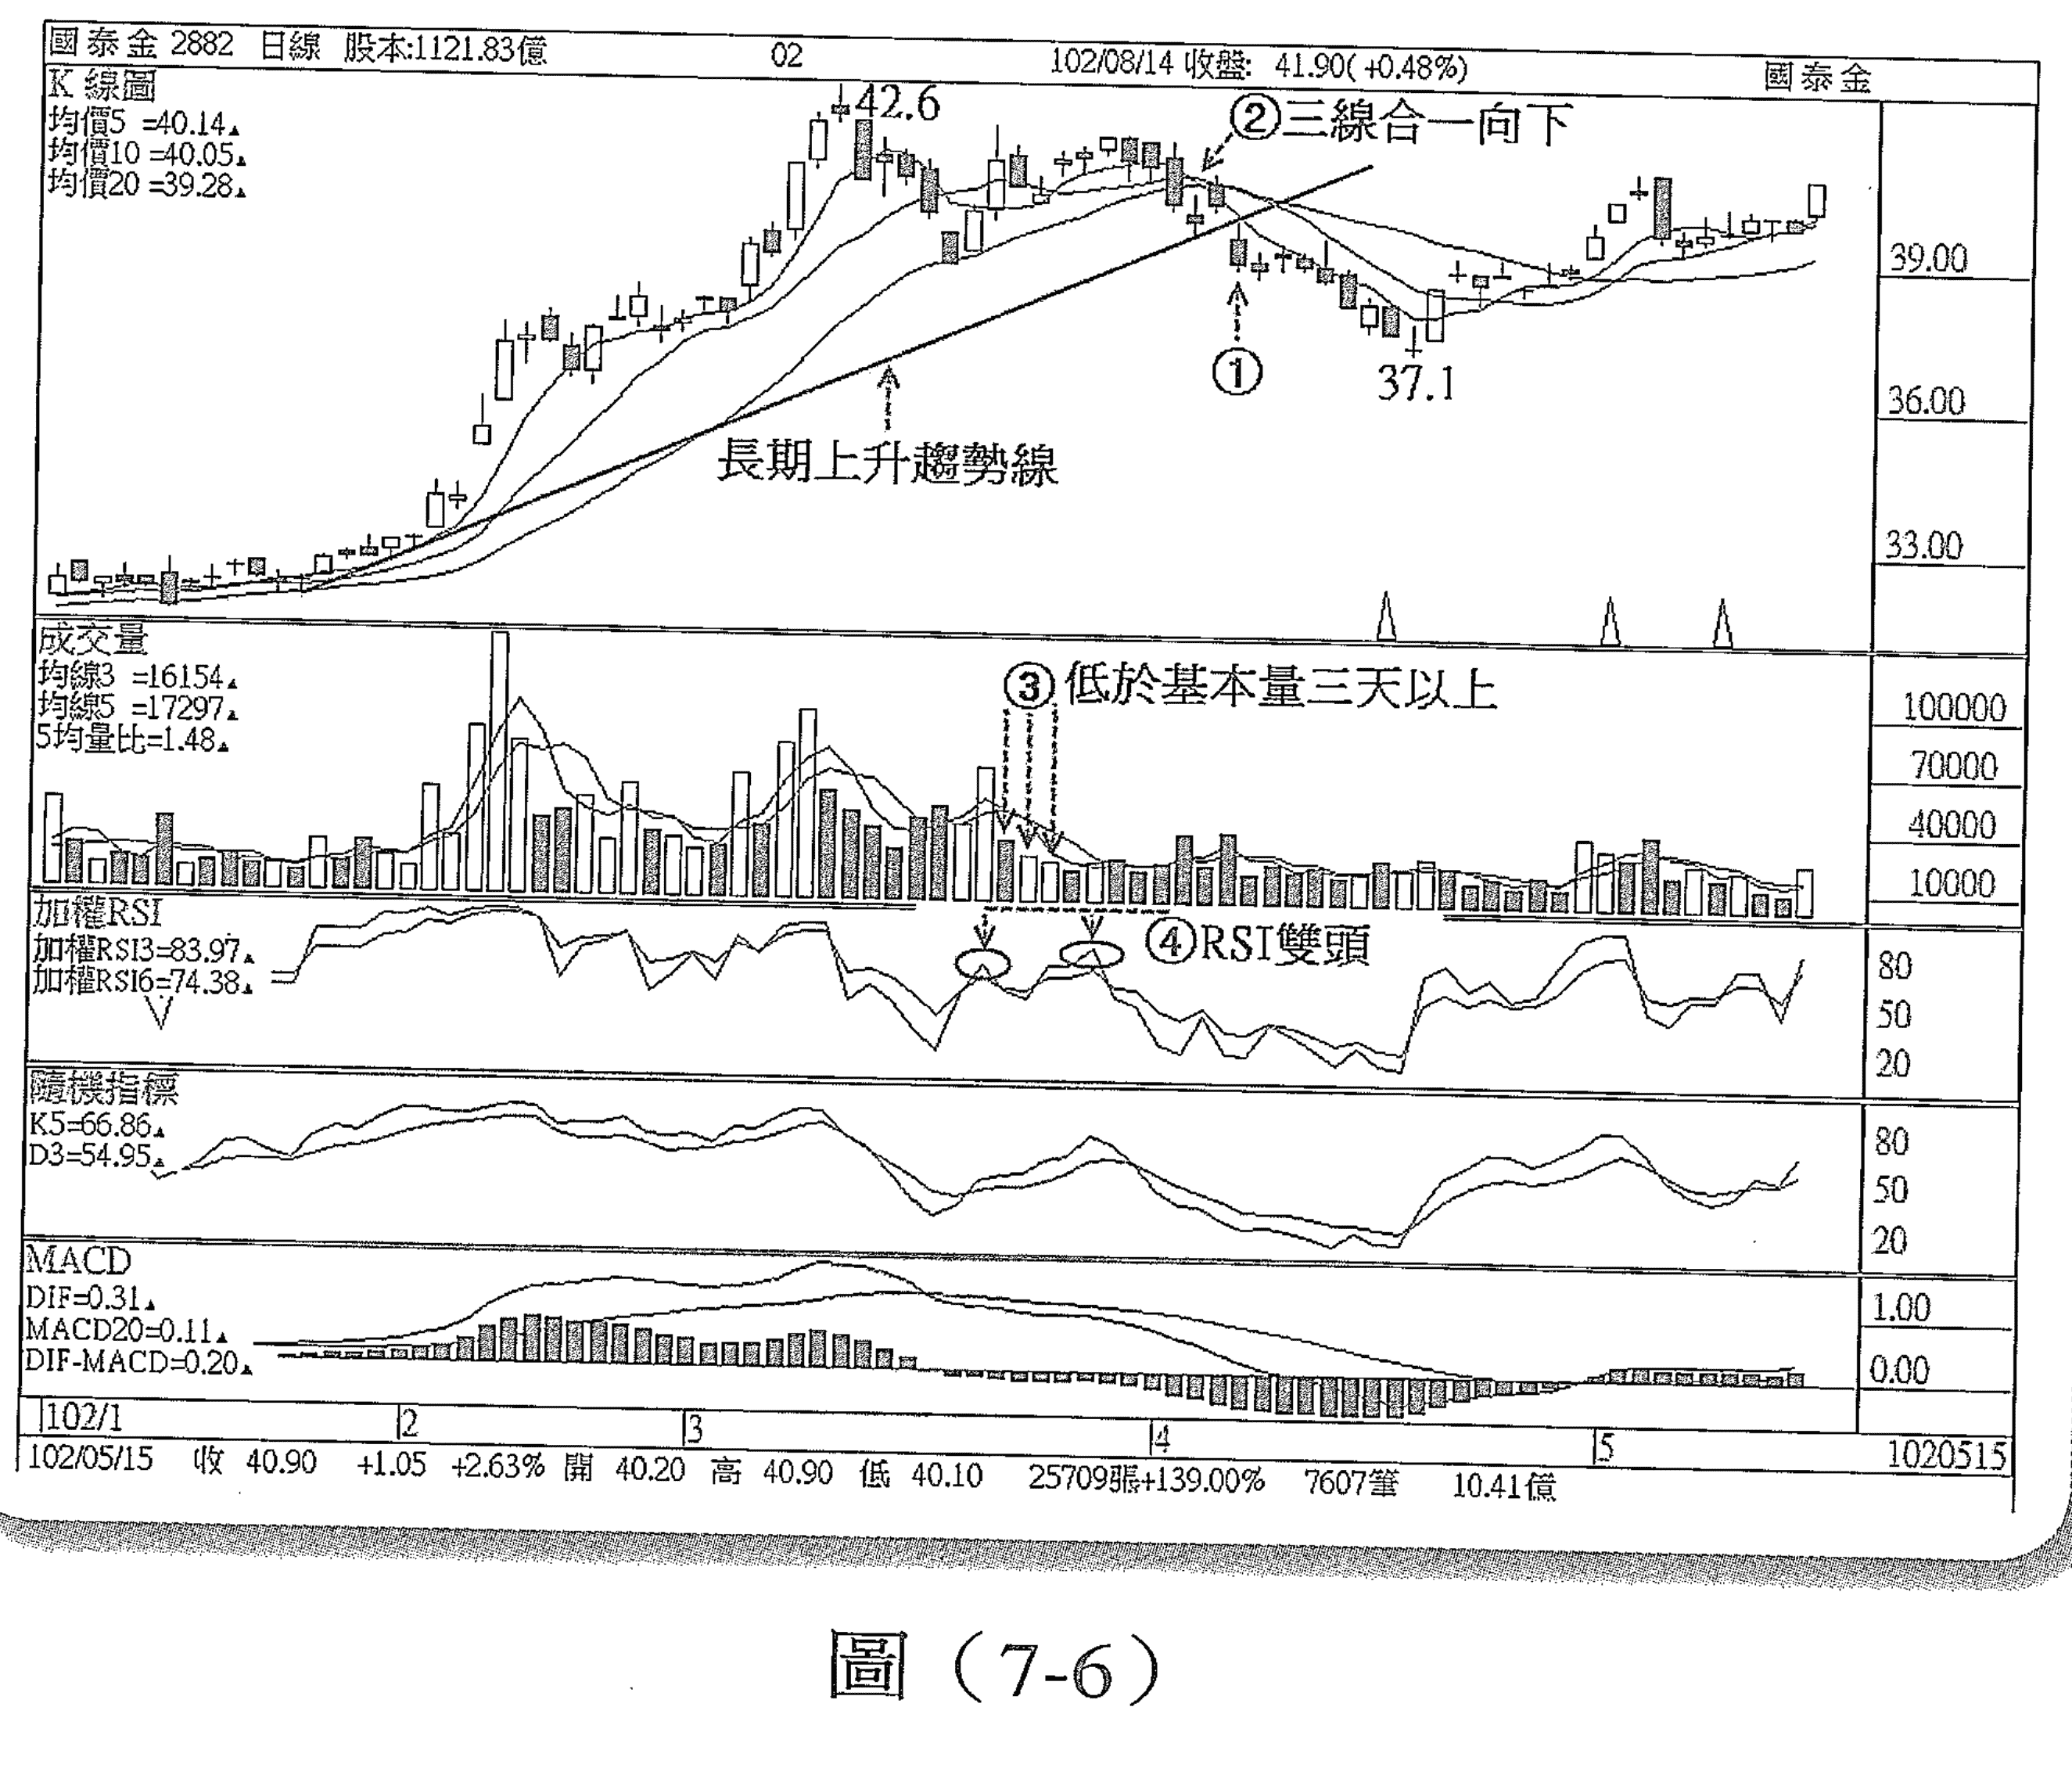 國泰金 2882 日線 股本:1121.83億 02 102/08/14 收盤: 41.90(+0.48%) 國泰金
K 線圖
均價5 =40.14▲
均價10 =40.05▲
均價20 =39.28▲
42.6
②三線合一向下
①
37.1
長期上升趨勢線
39.00
36.00
33.00
成交量
均線3 =16154▲
均線5 =17297▲
5均量比=1.48▲
③低於基本量三天以上
100000
70000
40000
10000
加權RSI
加權RSI3=83.97▲
加權RSI6=74.38▲
④RSI雙頭
80
50
20
隨機指標
K5=66.86▲
D3=54.95▲
80
50
20
MACD
DIF=0.31▲
MACD20=0.11▲
DIF-MACD=0.20▲
1.00
0.00
102/1 2 3 4 5 1020515
102/05/15 收 40.90 +1.05 +2.63% 開 40.20 高 40.90 低 40.10 25709張+139.00% 7607筆 10.41億
圖（7-6）